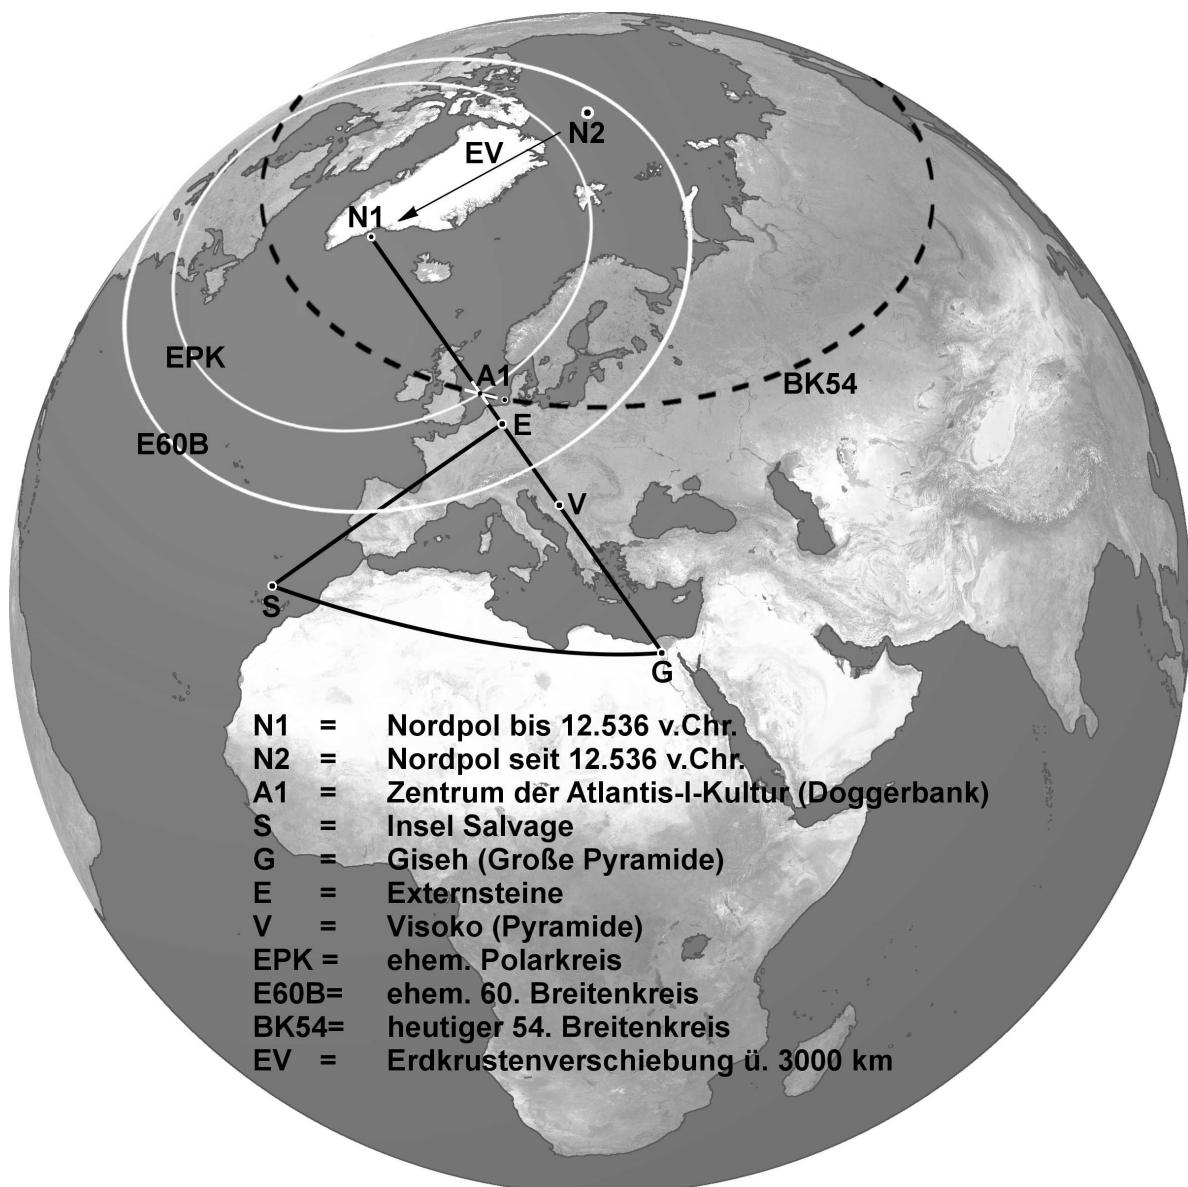 N2
EV
N1
EPK
A1
BK54
E60B
E
V
S
G
N1 = Nordpol bis 12.536 v.Chr.
N2 = Nordpol seit 12.536 v.Chr.
A1 = Zentrum der Atlantis-I-Kultur (Doggerbank)
S = Insel Salvage
G = Giseh (Große Pyramide)
E = Externsteine
V = Visoko (Pyramide)
EPK = ehem. Polarkreis
E60B= ehem. 60. Breitenkreis
BK54= heutiger 54. Breitenkreis
EV = Erdkrustenverschiebung ü. 3000 km